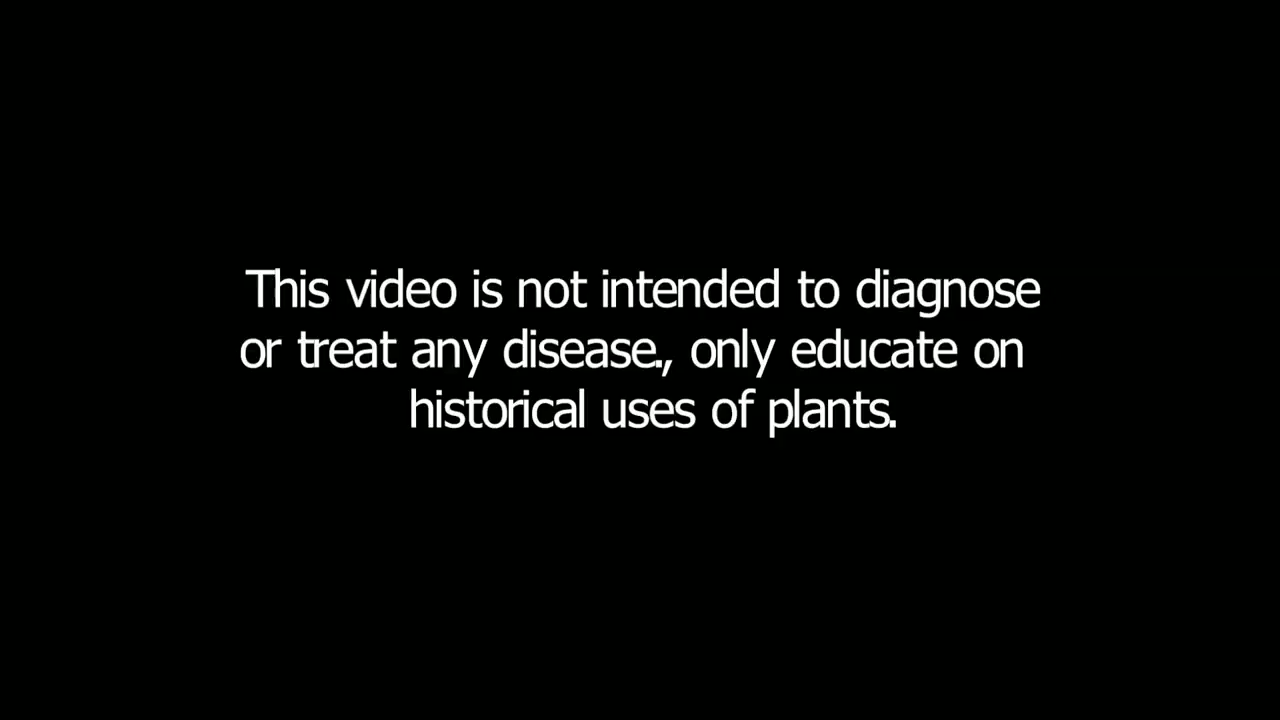 This video is not intended to diagnose
or treat any disease., only educate on
historical uses of plants.